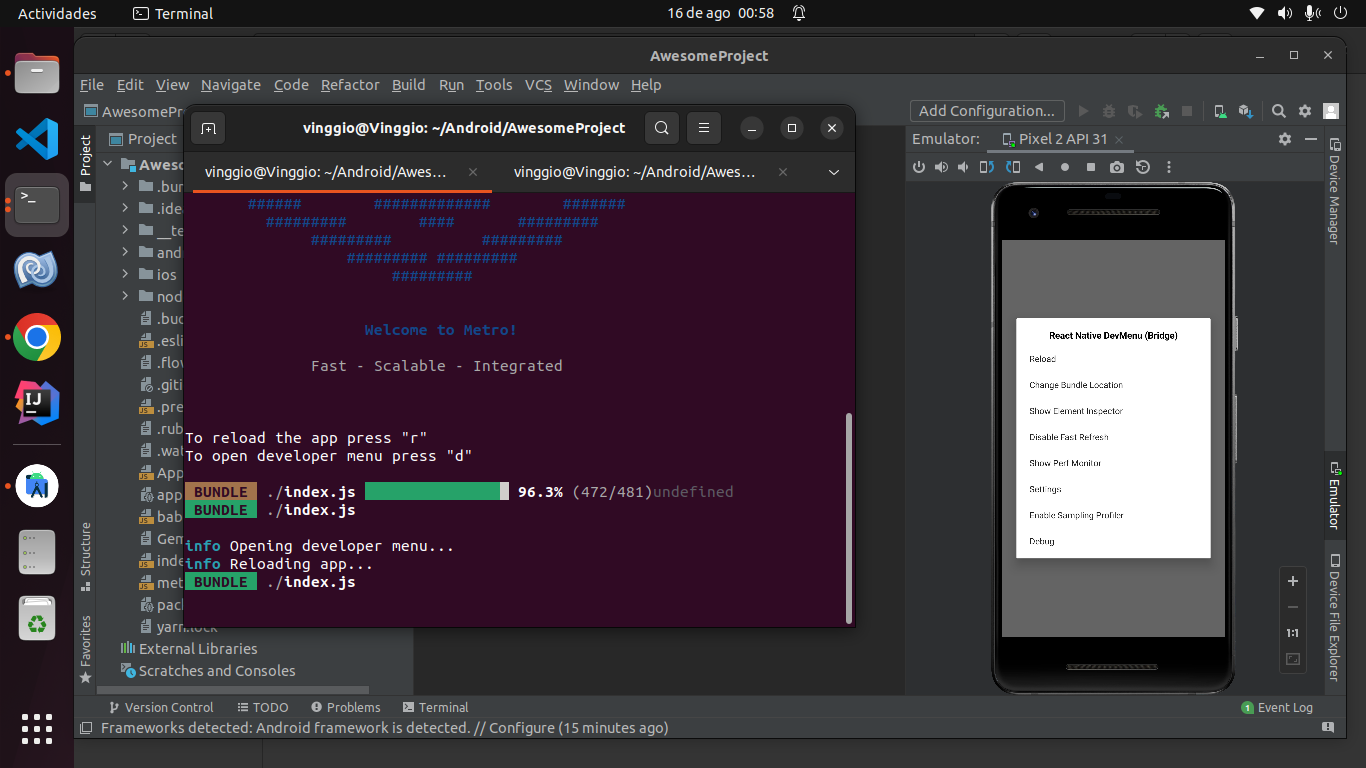 Actividades
Terminal
16 de ago 00:58
AwesomeProject
File Edit View Navigate Code Refactor Build Run Tools VCS Window Help
AwesomePr
Add Configuration...
vinggio@Vinggio: ~/Android/AwesomeProject
Project
Project
Emulator:
Pixel 2 API 31
vinggio@Vinggio: ~/Android/Awes...
vinggio@Vinggio: ~/Android/Awes...
Aweso
.bun
.idea
__te
and
ios
nod
.buc
.esli
.flov
.giti
.pre
.rub
.wal
App
app
bab
Gem
inde
met
pack
yarn.lock
External Libraries
Scratches and Consoles
###### ############# #######
######### #### #########
######### #########
######### #########
#########
Welcome to Metro!
Fast - Scalable - Integrated
To reload the app press "r"
To open developer menu press "d"
BUNDLE ./index.js 96.3% (472/481)undefined
BUNDLE ./index.js
info Opening developer menu...
info Reloading app...
BUNDLE ./index.js
React Native DevMenu (Bridge)
Reload
Change Bundle Location
Show Element Inspector
Disable Fast Refresh
Show Perf Monitor
Settings
Enable Sampling Profiler
Debug
1:1
Device Manager
Emulator
Device File Explorer
Structure
Favorites
Version Control
TODO
Problems
Terminal
1 Event Log
Frameworks detected: Android framework is detected. // Configure (15 minutes ago)